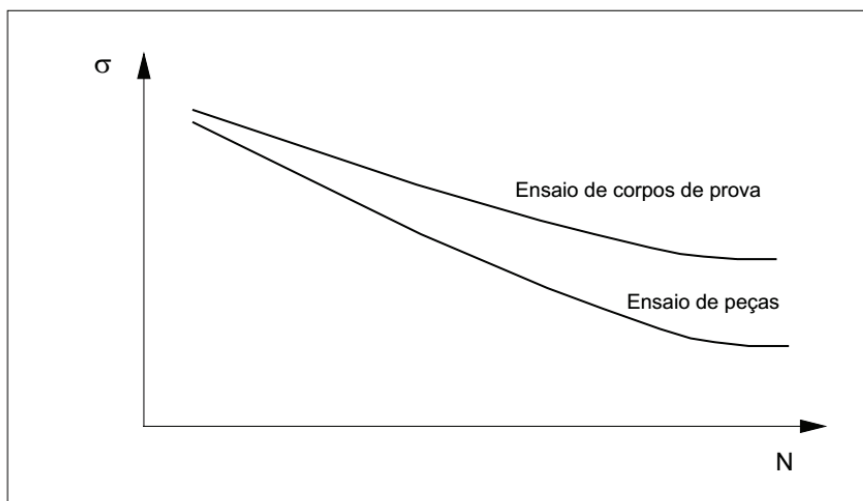 σ
Ensaio de corpos de prova
Ensaio de peças
N